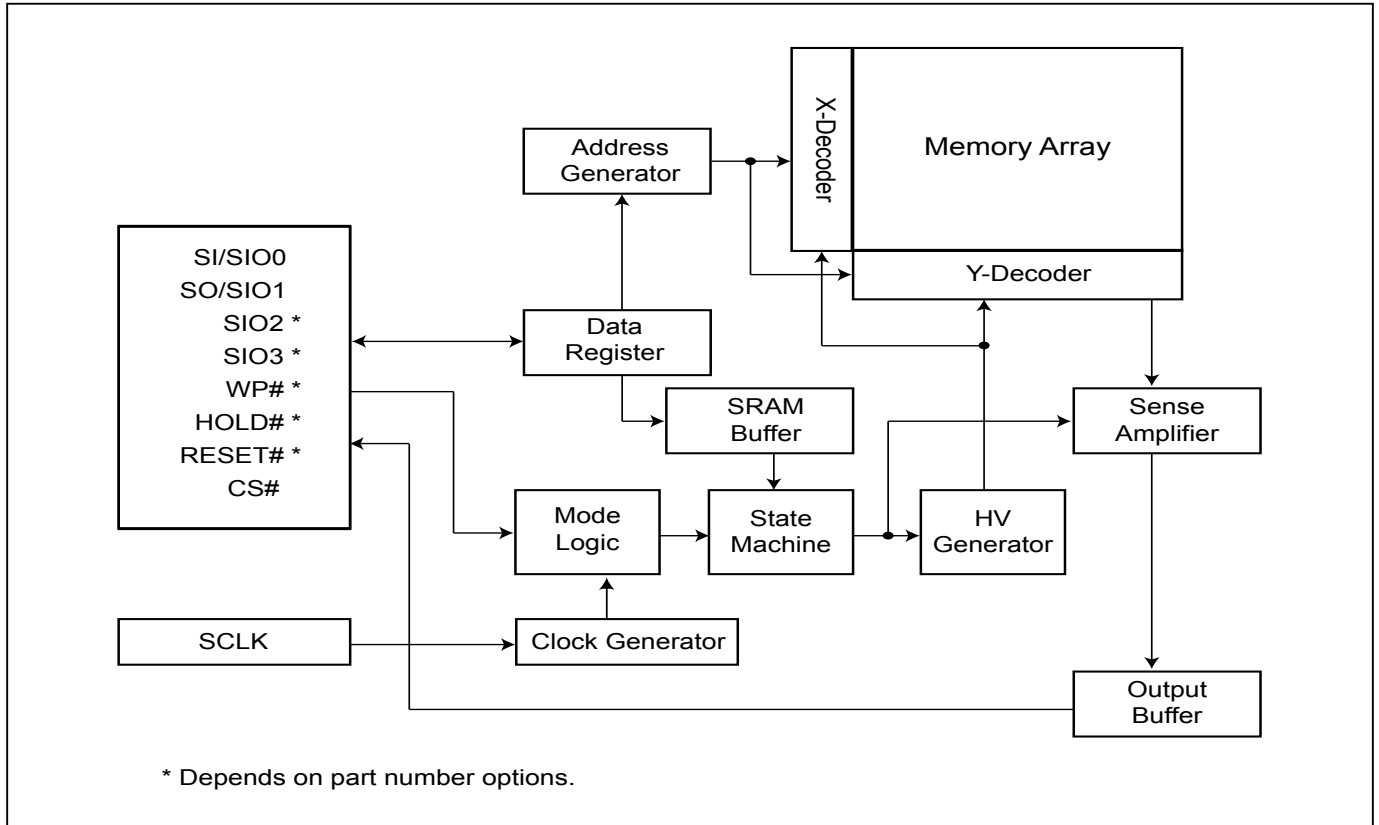 X-Decoder
Memory Array
Address
Generator
Y-Decoder
SI/SIO0
SO/SIO1
SIO2 *
SIO3 *
WP# *
HOLD# *
RESET# *
CS#
Data
Register
SRAM
Buffer
Sense
Amplifier
Mode
Logic
State
Machine
HV
Generator
SCLK
Clock Generator
Output
Buffer
* Depends on part number options.